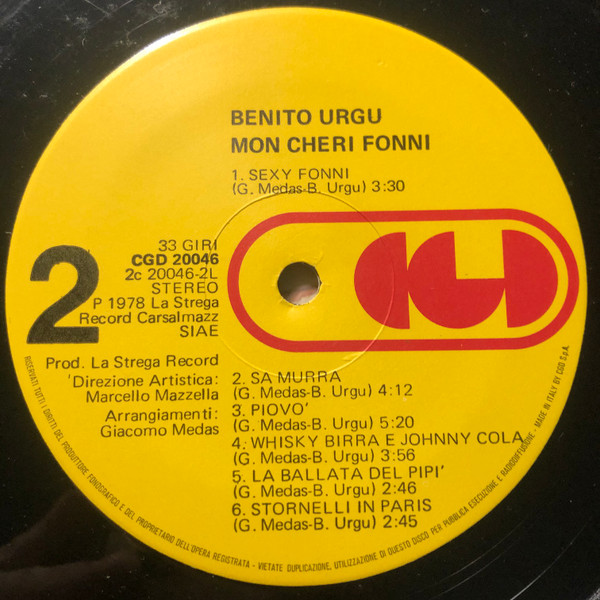 BENITO URGU
MON CHERI FONNI
1. SEXY FONNI
(G. Medas-B. Urgu) 3:30
2
33 GIRI
CGD 20046
2c 20046-2L
STEREO
P 1978 La Strega
Record Carsalmazz
SIAE
CGD
Prod. La Strega Record
'Direzione Artistica:
Marcello Mazzella
Arrangiamenti:
Giacomo Medas
2. SA MURRA
(G. Medas-B. Urgu) 4:12
3. PIOVO'
(G. Medas-B. Urgu) 5:20
4. WHISKY BIRRA E JOHNNY COLA
(G. Medas-B. Urgu) 3:56
5. LA BALLATA DEL PIPI'
(G. Medas-B. Urgu) 2:46
6. STORNELLI IN PARIS
(G. Medas-B. Urgu) 2:45
RISERVATI TUTTI I DIRITTI DEL PRODUTTORE FONOGRAFICO E DEL PROPRIETARIO DELL'OPERA REGISTRATA - VIETATE DUPLICAZIONE, UTILIZZAZIONE DI QUESTO DISCO PER PUBBLICA ESECUZIONE E RADIODIFFUSIONE - MADE IN ITALY BY CGD S.p.A.